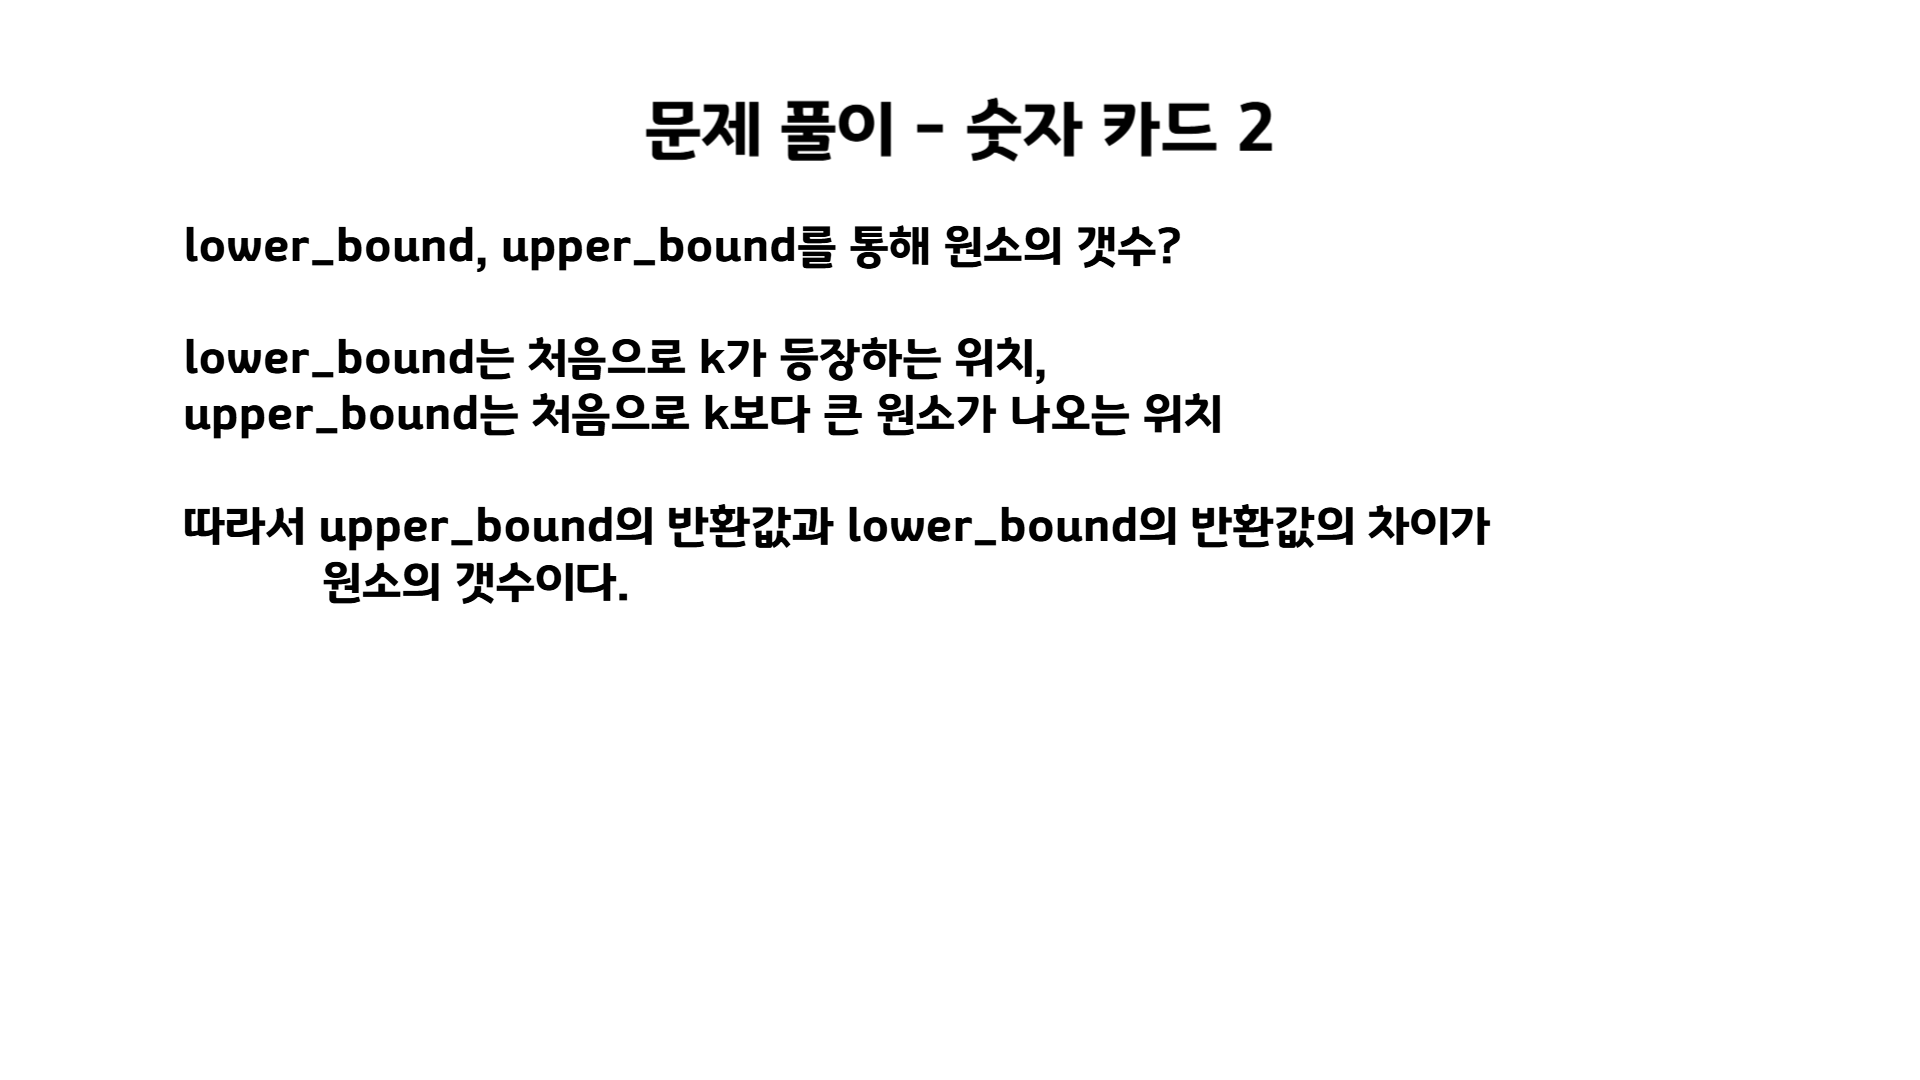 문제 풀이 - 숫자 카드 2
lower_bound, upper_bound를 통해 원소의 갯수?
lower_bound는 처음으로 k가 등장하는 위치,
upper_bound는 처음으로 k보다 큰 원소가 나오는 위치
따라서 upper_bound의 반환값과 lower_bound의 반환값의 차이가
원소의 갯수이다.